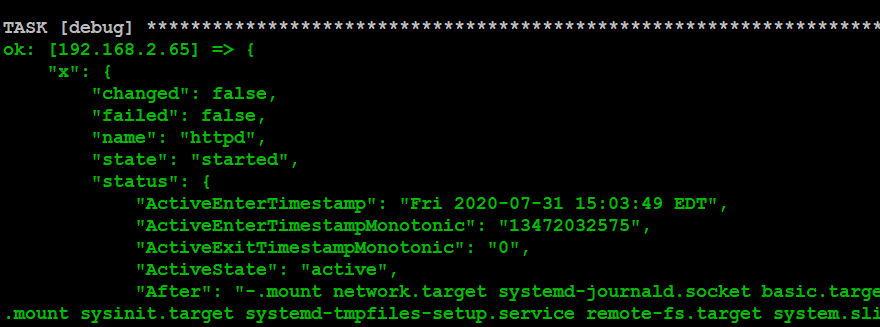 TASK [debug] *******************************************************************
ok: [192.168.2.65] => {
    "x": {
        "changed": false,
        "failed": false,
        "name": "httpd",
        "state": "started",
        "status": {
            "ActiveEnterTimestamp": "Fri 2020-07-31 15:03:49 EDT",
            "ActiveEnterTimestampMonotonic": "13472032575",
            "ActiveExitTimestampMonotonic": "0",
            "ActiveState": "active",
            "After": "-.mount network.target systemd-journald.socket basic.targe
.mount sysinit.target systemd-tmpfiles-setup.service remote-fs.target system.sli